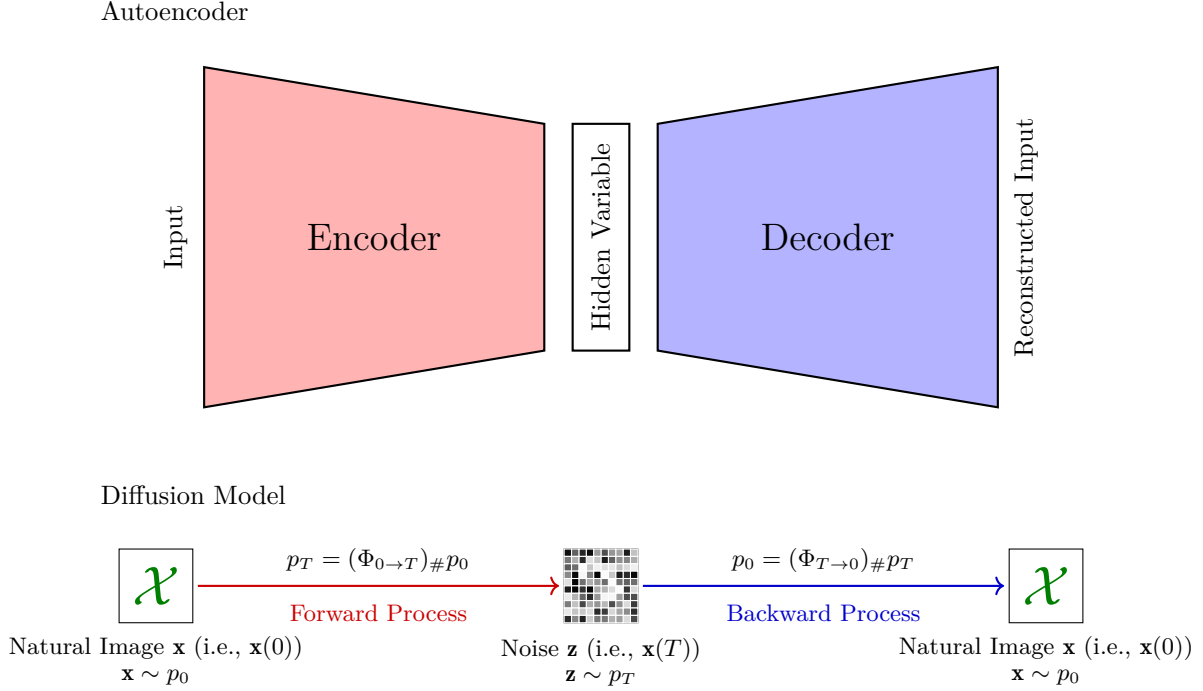 Autoencoder
Input
Encoder
Hidden Variable
Decoder
Reconstructed Input
Diffusion Model
𝒳
p_T = (Φ_{0→T})_# p_0
Forward Process
p_0 = (Φ_{T→0})_# p_T
Backward Process
𝒳
Natural Image x (i.e., x(0))
x ∼ p_0
Noise z (i.e., x(T))
z ∼ p_T
Natural Image x (i.e., x(0))
x ∼ p_0